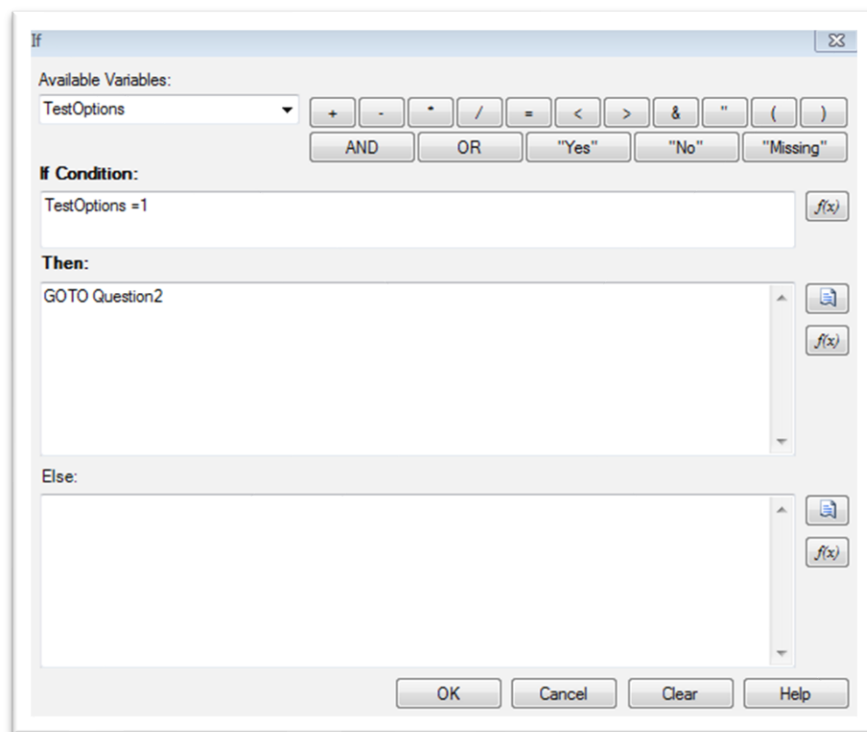 If
Available Variables:
TestOptions
+ - * / = < > & " ( )
AND OR "Yes" "No" "Missing"
If Condition:
TestOptions =1
f(x)
Then:
GOTO Question2
f(x)
Else:
f(x)
OK Cancel Clear Help